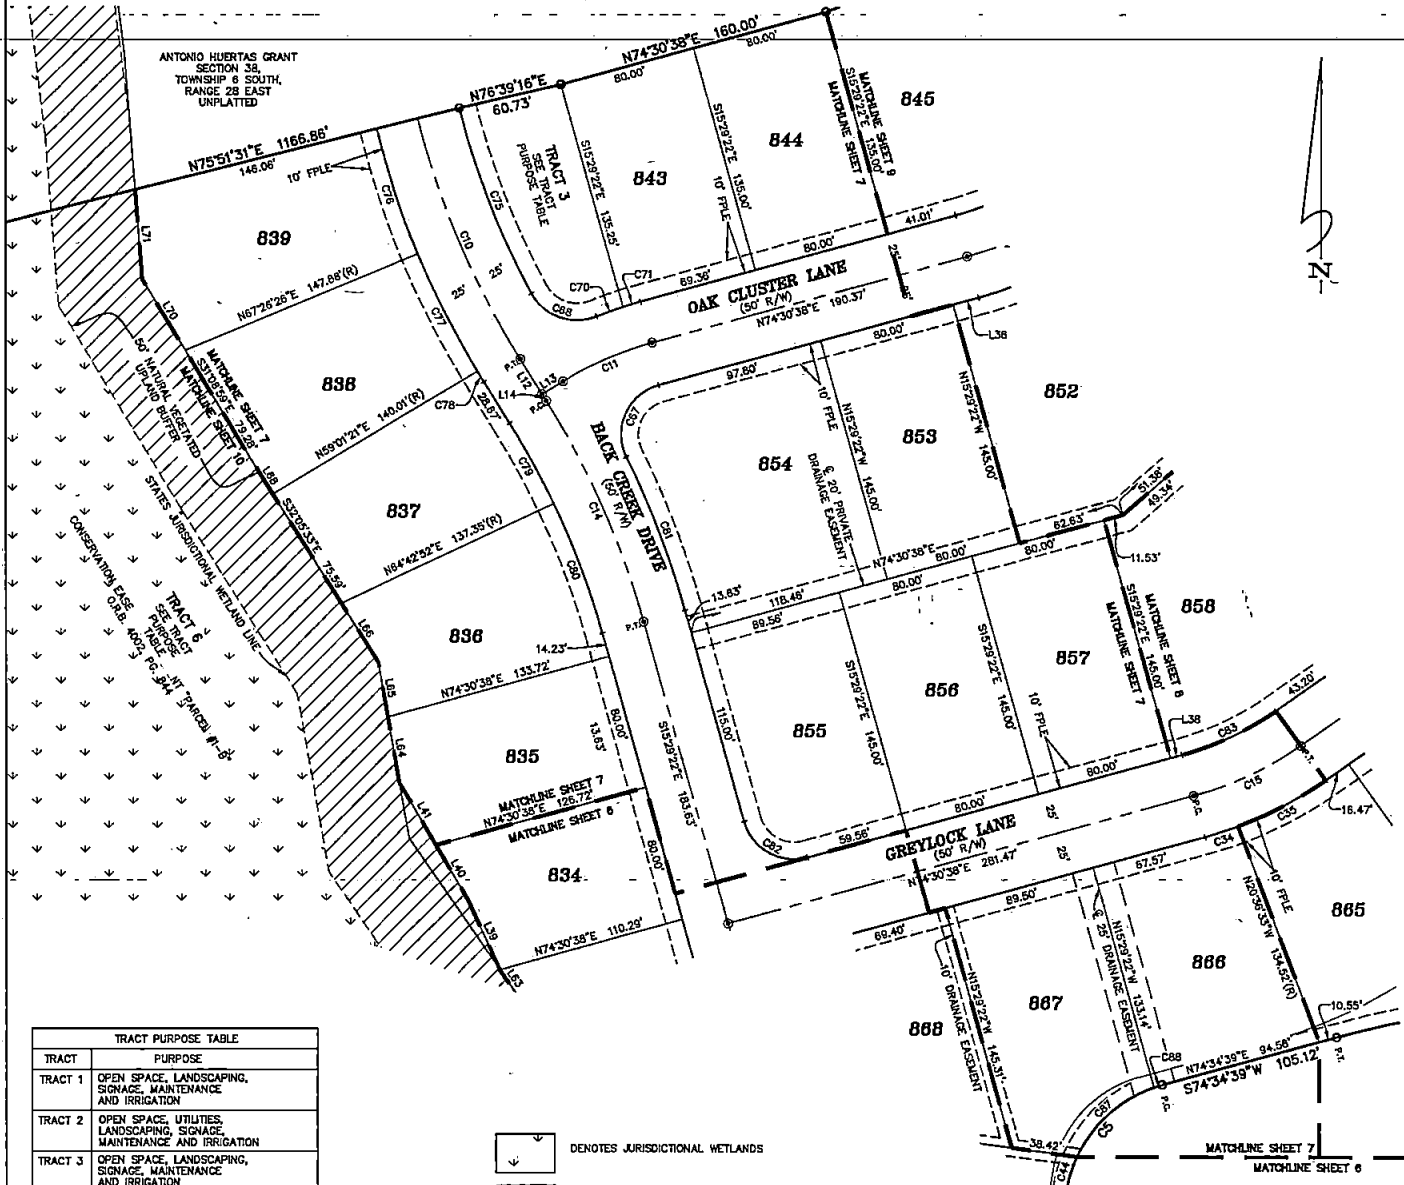 ANTONIO HUERTAS GRANT
SECTION 38,
TOWNSHIP 6 SOUTH,
RANGE 28 EAST
UNPLATTED
N75°51'31"E 1166.86'
146.06'
N76°39'16"E
60.73'
N74°30'38"E 160.00'
80.00'
80.00'
10' FPLE
TRACT 3
SEE TRACT
PURPOSE TABLE
S15°29'22"E 135.25'
843
S15°29'22"E 135.00'
10' FPLE
844
MATCHLINE SHEET 9
S15°29'22"E 135.00'
MATCHLINE SHEET 7
845
C76
C10
C75
25'
25'
L71
839
N67°26'26"E 147.88'(R)
C77
C68
C70
C71
69.36'
80.00'
41.01'
25'
OAK CLUSTER LANE
(50' R/W)
N74°30'38"E 190.37'
N
L70
50' NATURAL VEGETATED
UPLAND BUFFER
MATCHLINE SHEET 7
S31°08'59"E 79.28'
MATCHLINE SHEET 10
838
N59°01'21"E 140.01'(R)
C78
28.87'
P.T.
L12
L13
L14
P.C.
C11
C67
97.80'
80.00'
L36
10' FPLE
852
853
N15°29'22"W 145.00'
N15°29'22"W 145.00'
854
℄ 20' PRIVATE
DRAINAGE EASEMENT
BACK CREEK DRIVE
(50' R/W)
C79
C14
C81
L68
837
S32°05'33"E 75.59'
N64°42'52"E 137.35'(R)
C80
STATES JURISDICTIONAL WETLAND LINE
CONSERVATION EASE
TRACT 6
SEE TRACT
PURPOSE
TABLE
O.R.B. 4002, PG. 844
NT "PARCEL #1-6"
51.38'
49.34'
62.63'
11.53'
N74°30'38"E
80.00'
80.00'
80.00'
13.63'
118.46'
89.56'
P.T.
L66
836
14.23'
N74°30'38"E 133.72'
L65
S15°29'22"E 145.00'
856
S15°29'22"E 145.00'
857
10' FPLE
S15°29'22"E 145.00'
MATCHLINE SHEET 8
MATCHLINE SHEET 7
858
L64
835
80.00'
13.63'
S15°29'22"E 183.63'
115.00'
855
43.20'
L38
C83
P.T.
C15
80.00'
80.00'
P.C.
16.47'
C35
C34
MATCHLINE SHEET 7
N74°30'38"E 126.72'
MATCHLINE SHEET 6
L41
L40
834
80.00'
C82
59.56'
25'
25'
GREYLOCK LANE
(50' R/W)
N74°30'38"E 281.47'
67.57'
89.50'
69.40'
L39
N74°30'38"E 110.29'
L63
10' FPLE
N20°36'33"W 134.52'(R)
865
866
℄ 25' DRAINAGE EASEMENT
N15°29'22"W 133.14'
867
868
10' DRAINAGE EASEMENT
N15°29'22"W 145.31'
10.55'
P.T.
C88
N74°34'39"E 94.58'
S74°34'39"W 105.12'
P.C.
C87
C5
38.42'
C44
MATCHLINE SHEET 7
MATCHLINE SHEET 6
TRACT PURPOSE TABLE
TRACT PURPOSE
TRACT 1 OPEN SPACE, LANDSCAPING,
SIGNAGE, MAINTENANCE
AND IRRIGATION
TRACT 2 OPEN SPACE, UTILITIES,
LANDSCAPING, SIGNAGE,
MAINTENANCE AND IRRIGATION
TRACT 3 OPEN SPACE, LANDSCAPING,
SIGNAGE, MAINTENANCE
AND IRRIGATION
DENOTES JURISDICTIONAL WETLANDS